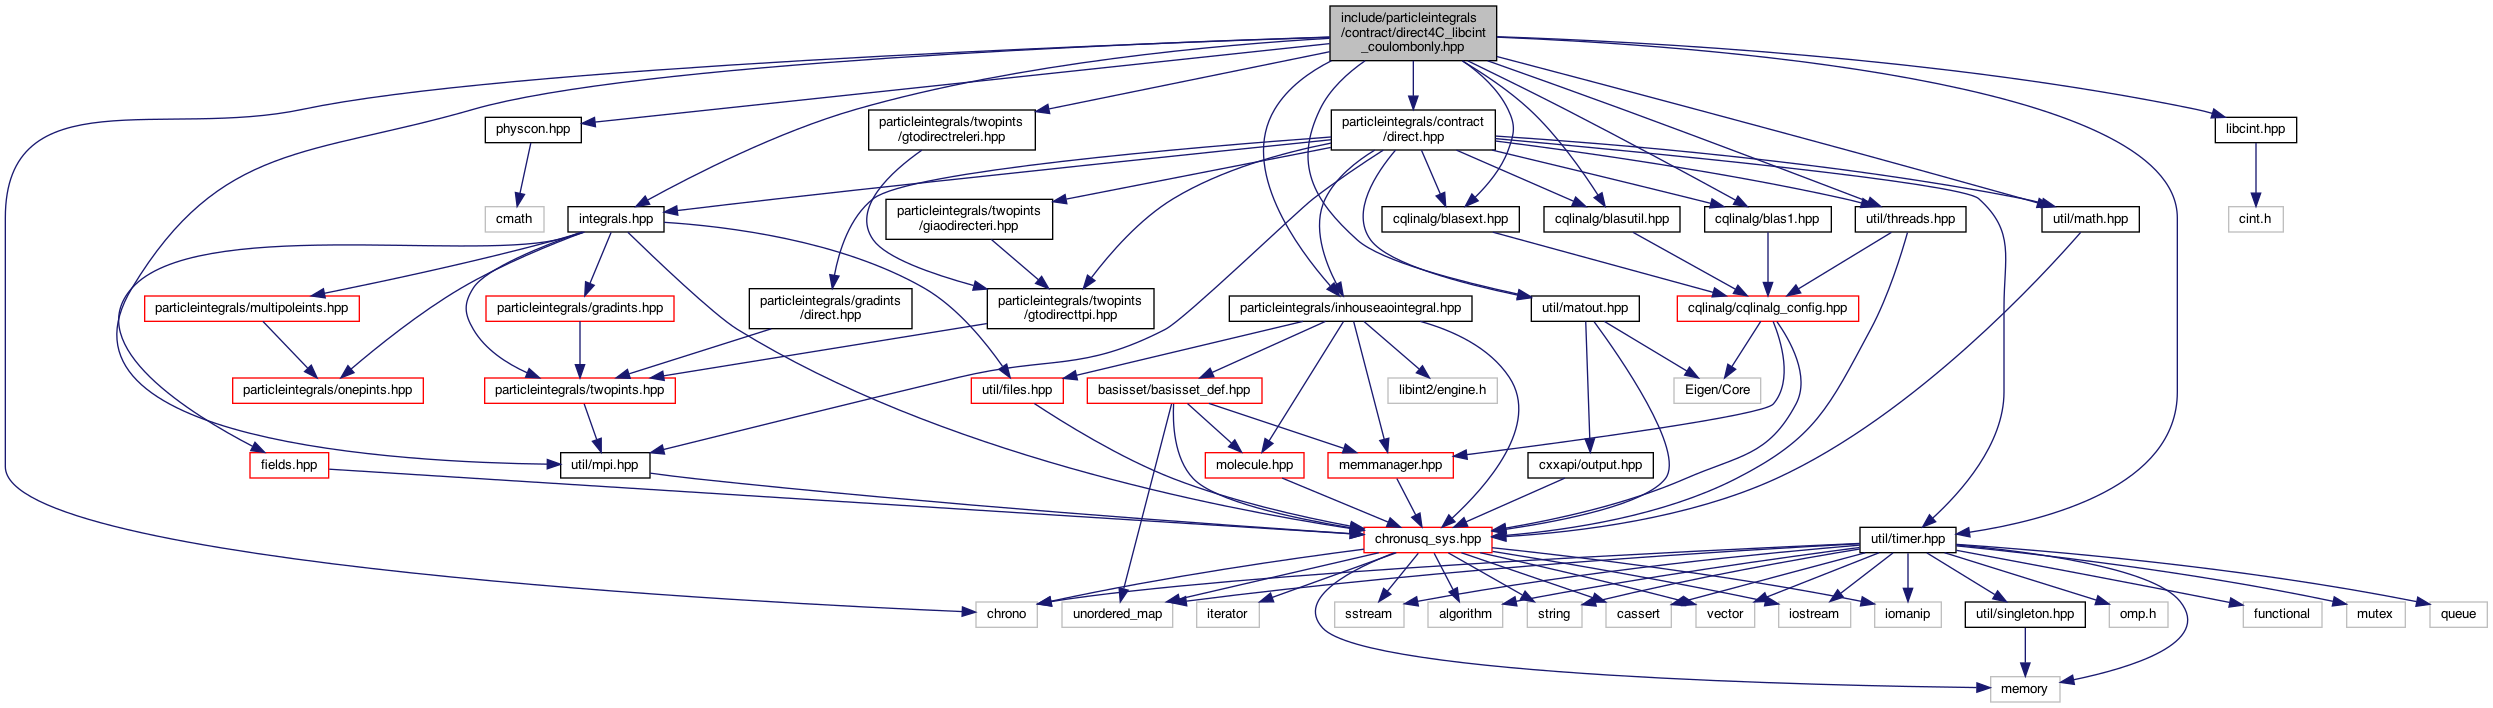 include/particleintegrals
/contract/direct4C_libcint
_coulombonly.hpp
physcon.hpp
particleintegrals/twopints
/gtodirectreleri.hpp
particleintegrals/contract
/direct.hpp
libcint.hpp
cmath
integrals.hpp
particleintegrals/twopints
/giaodirecteri.hpp
cqlinalg/blasext.hpp
cqlinalg/blasutil.hpp
cqlinalg/blas1.hpp
util/threads.hpp
util/math.hpp
cint.h
particleintegrals/multipoleints.hpp
particleintegrals/gradints.hpp
particleintegrals/gradints
/direct.hpp
particleintegrals/twopints
/gtodirecttpi.hpp
particleintegrals/inhouseaointegral.hpp
util/matout.hpp
cqlinalg/cqlinalg_config.hpp
particleintegrals/onepints.hpp
particleintegrals/twopints.hpp
util/files.hpp
basisset/basisset_def.hpp
libint2/engine.h
Eigen/Core
fields.hpp
util/mpi.hpp
molecule.hpp
memmanager.hpp
cxxapi/output.hpp
chronusq_sys.hpp
util/timer.hpp
chrono
unordered_map
iterator
sstream
algorithm
string
cassert
vector
iostream
iomanip
util/singleton.hpp
omp.h
functional
mutex
queue
memory